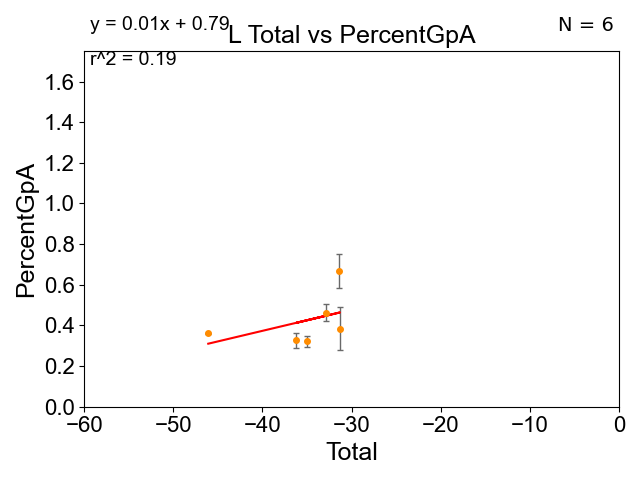 y = 0.01x + 0.79
L Total vs PercentGpA
N = 6
r^2 = 0.19
PercentGpA
1.6
1.4
1.2
1.0
0.8
0.6
0.4
0.2
0.0
−60
−50
−40
−30
−20
−10
0
Total